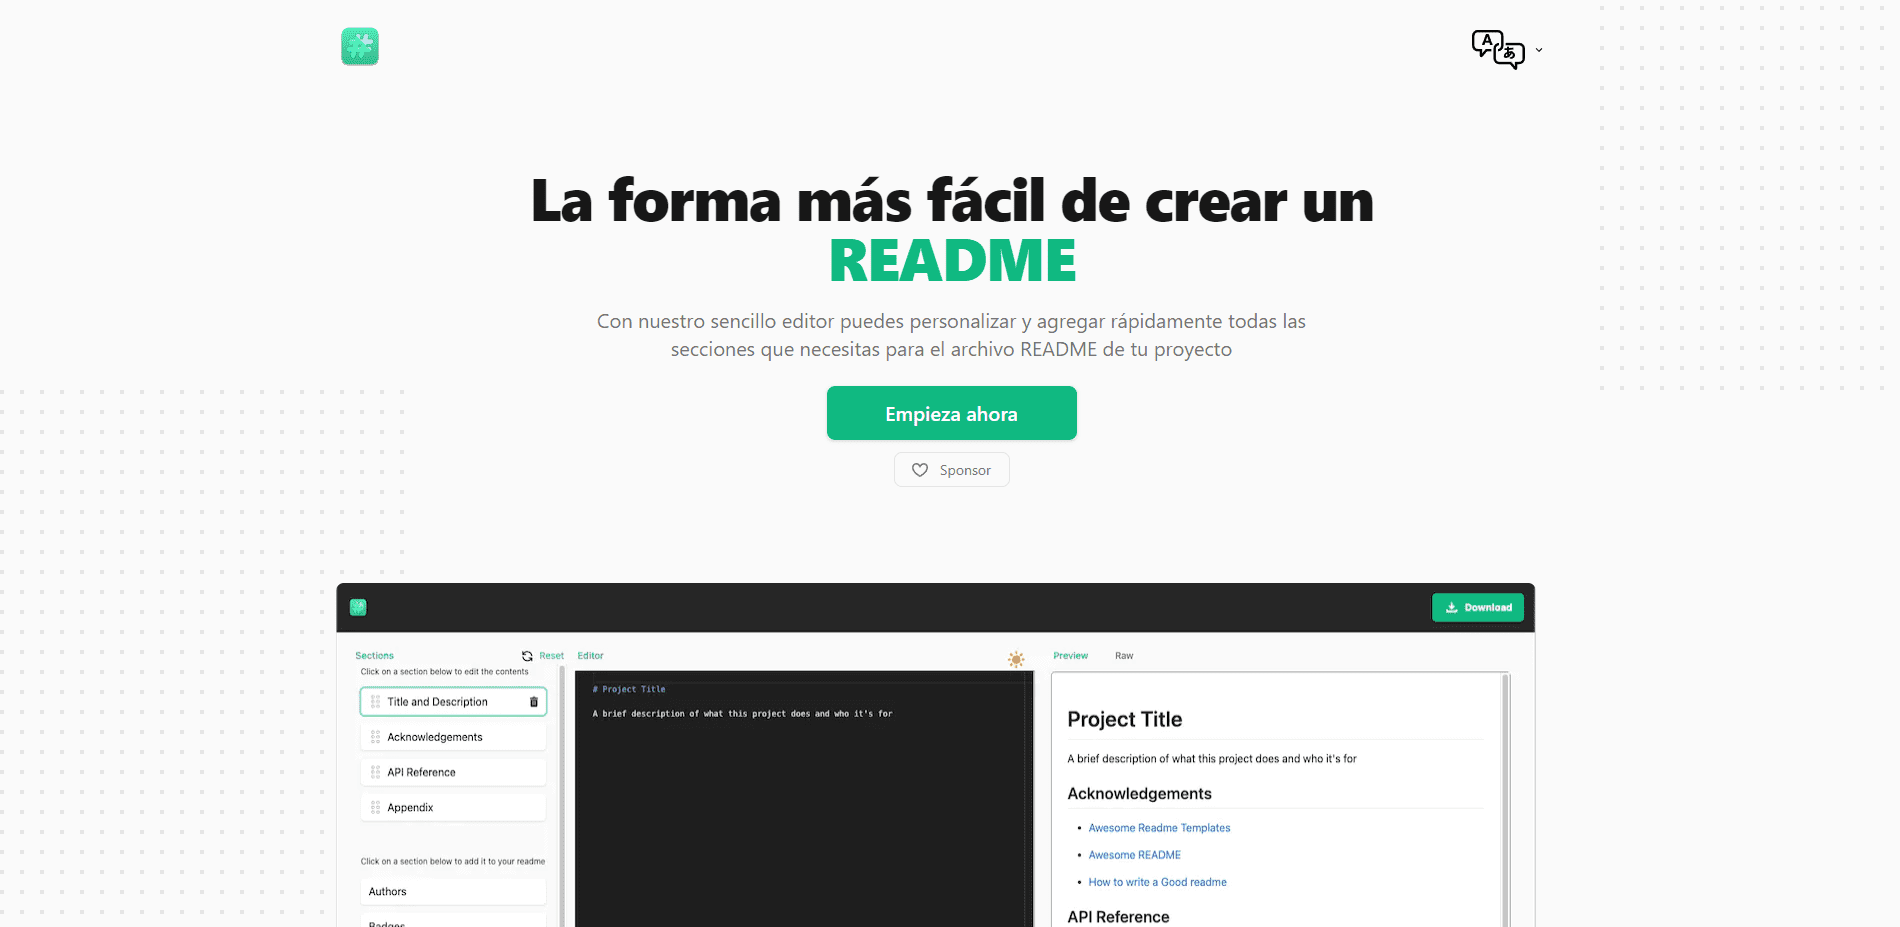 La forma más fácil de crear un
README
Con nuestro sencillo editor puedes personalizar y agregar rápidamente todas las
secciones que necesitas para el archivo README de tu proyecto
Empieza ahora
Sponsor
Download
Sections
Reset
Click on a section below to edit the contents
Title and Description
Acknowledgements
API Reference
Appendix
Click on a section below to add it to your readme
Authors
Badges
Editor
# Project Title
A brief description of what this project does and who it's for
Preview
Raw
Project Title
A brief description of what this project does and who it's for
Acknowledgements
• Awesome Readme Templates
• Awesome README
• How to write a Good readme
API Reference